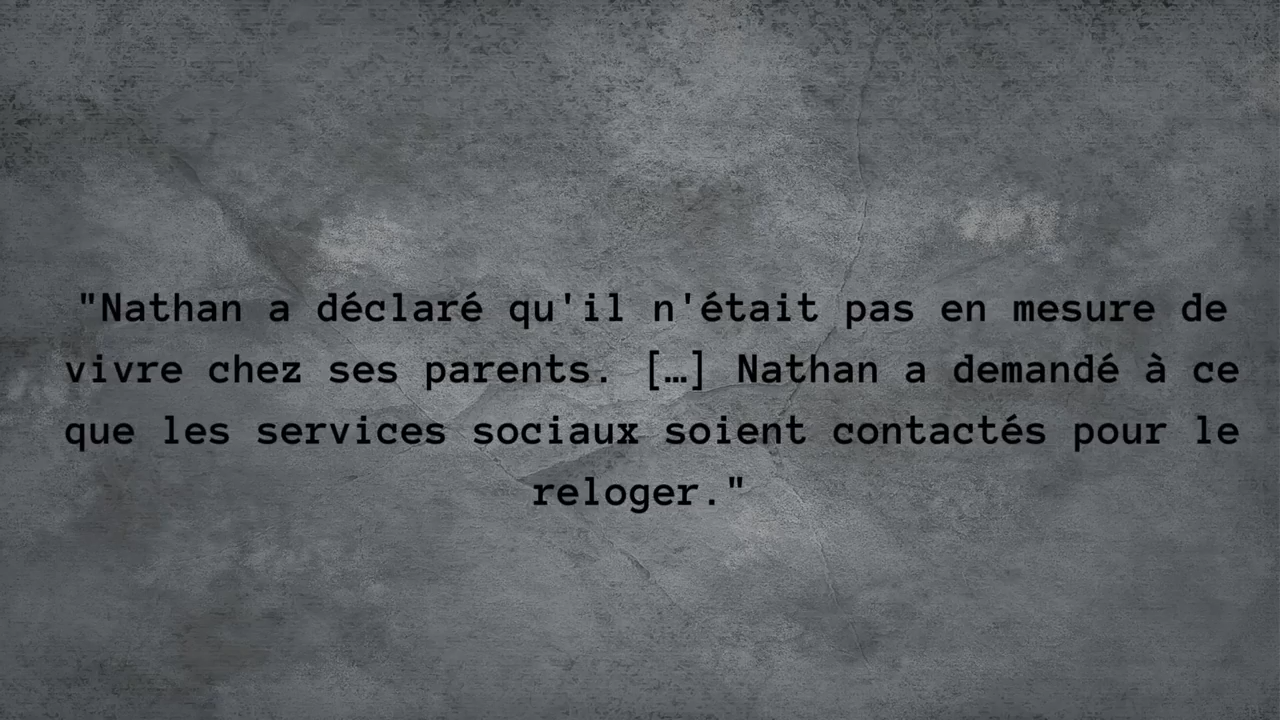 "Nathan a déclaré qu'il n'était pas en mesure de
vivre chez ses parents. […] Nathan a demandé à ce
que les services sociaux soient contactés pour le
reloger."